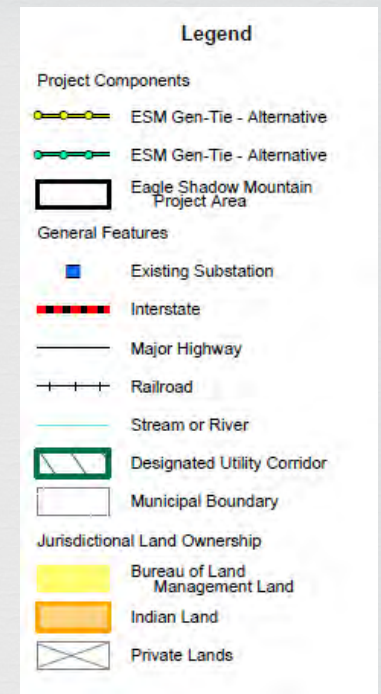 Legend
Project Components
ESM Gen-Tie - Alternative
ESM Gen-Tie - Alternative
Eagle Shadow Mountain
Project Area
General Features
Existing Substation
Interstate
Major Highway
Railroad
Stream or River
Designated Utility Corridor
Municipal Boundary
Jurisdictional Land Ownership
Bureau of Land
Management Land
Indian Land
Private Lands